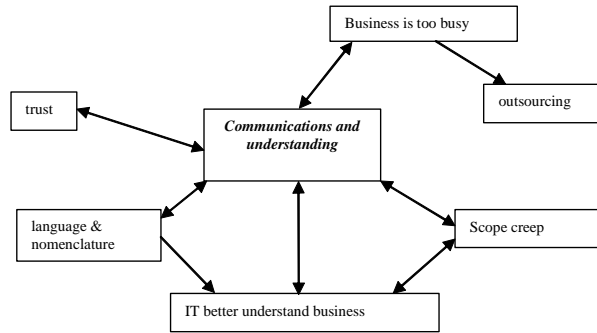 Business is too busy
trust
outsourcing
Communications and
understanding
language &
nomenclature
Scope creep
IT better understand business